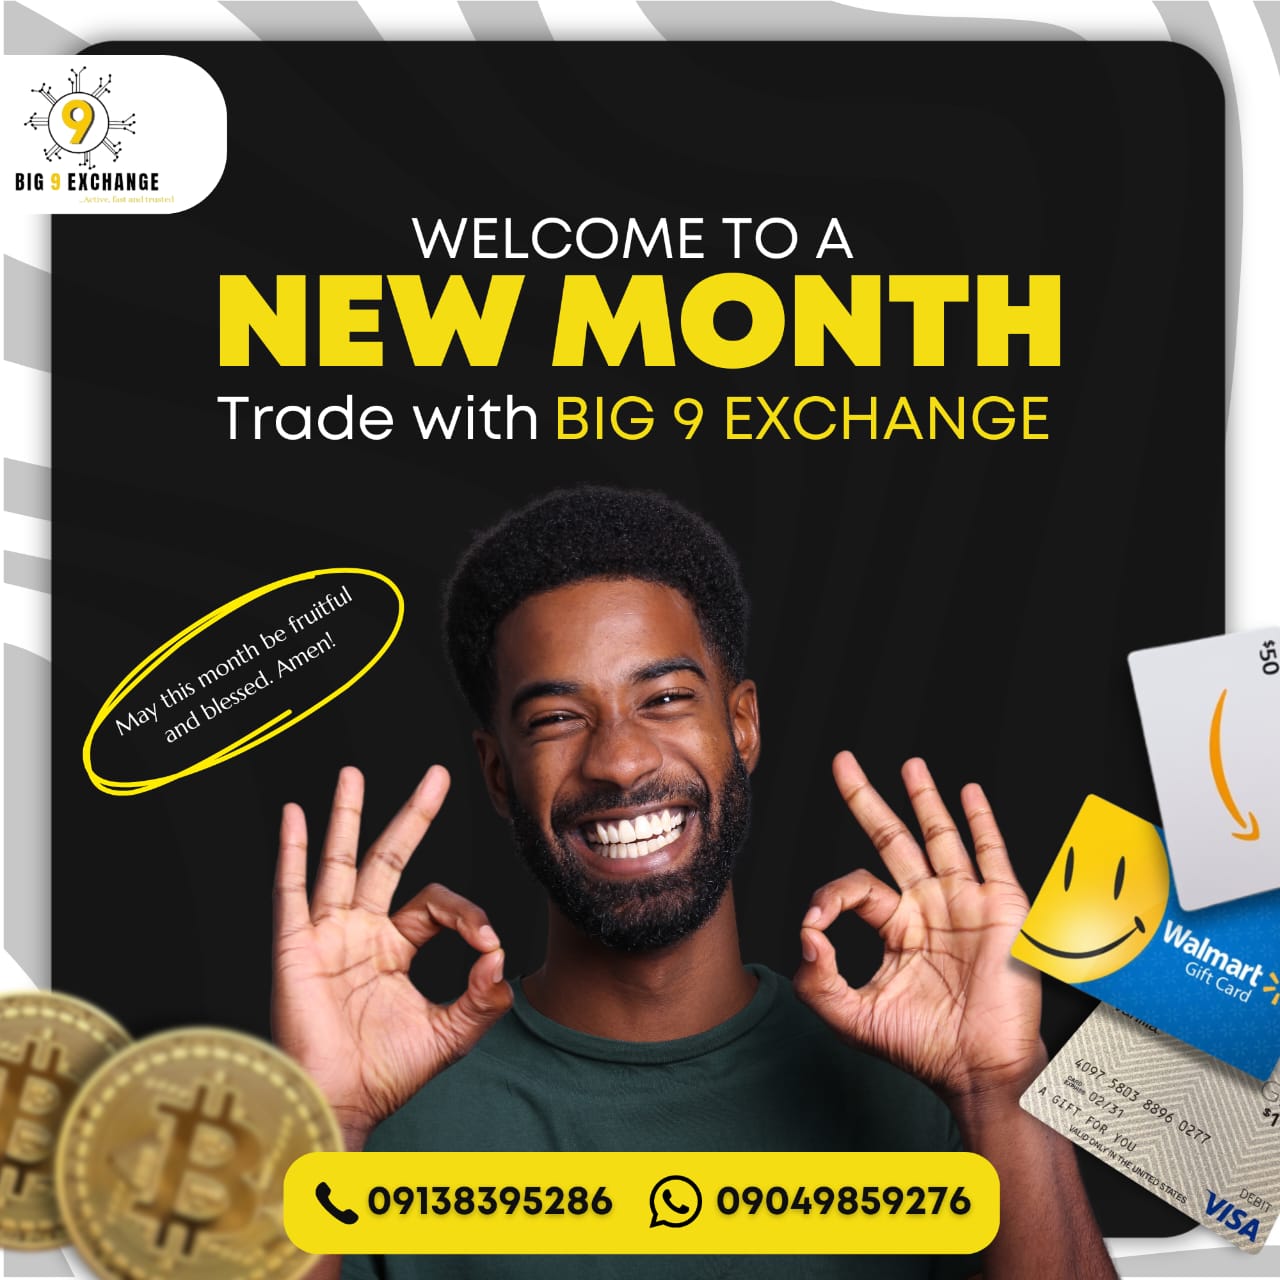 9
BIG 9 EXCHANGE
...Active, fast and trusted
WELCOME TO A
NEW MONTH
Trade with BIG 9 EXCHANGE
May this month be fruitful
and blessed. Amen!
$50
Walmart
Gift Card
4097 5803 8896 0277
02/31
A GIFT FOR YOU
VALID ONLY IN THE UNITED STATES
DEBIT
VISA
09138395286
09049859276